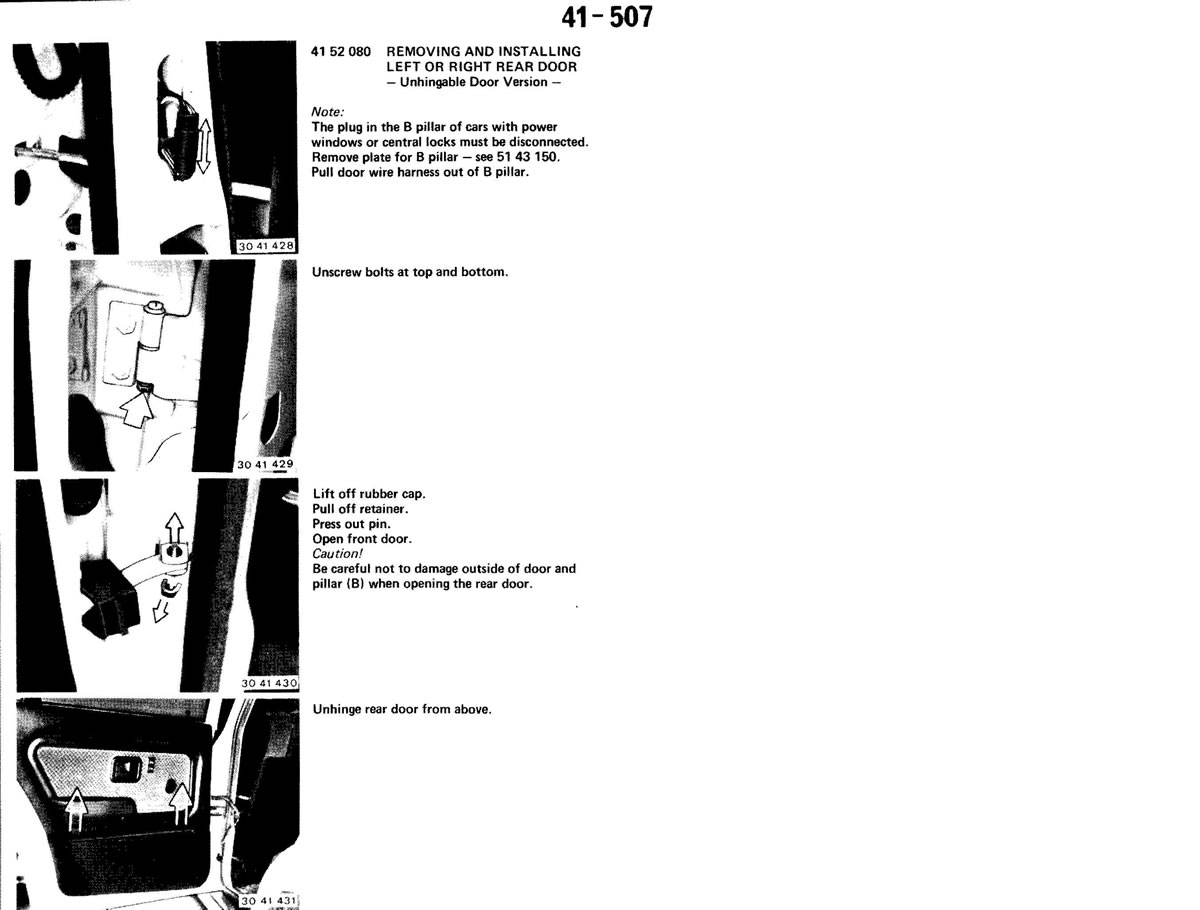 41-507
41 52 080 REMOVING AND INSTALLING
LEFT OR RIGHT REAR DOOR
— Unhingable Door Version —
Note:
The plug in the B pillar of cars with power
windows or central locks must be disconnected.
Remove plate for B pillar — see 51 43 150.
Pull door wire harness out of B pillar.
30 41 428
Unscrew bolts at top and bottom.
30 41 429
Lift off rubber cap.
Pull off retainer.
Press out pin.
Open front door.
Caution!
Be careful not to damage outside of door and
pillar (B) when opening the rear door.
30 41 430
Unhinge rear door from above.
30 41 431